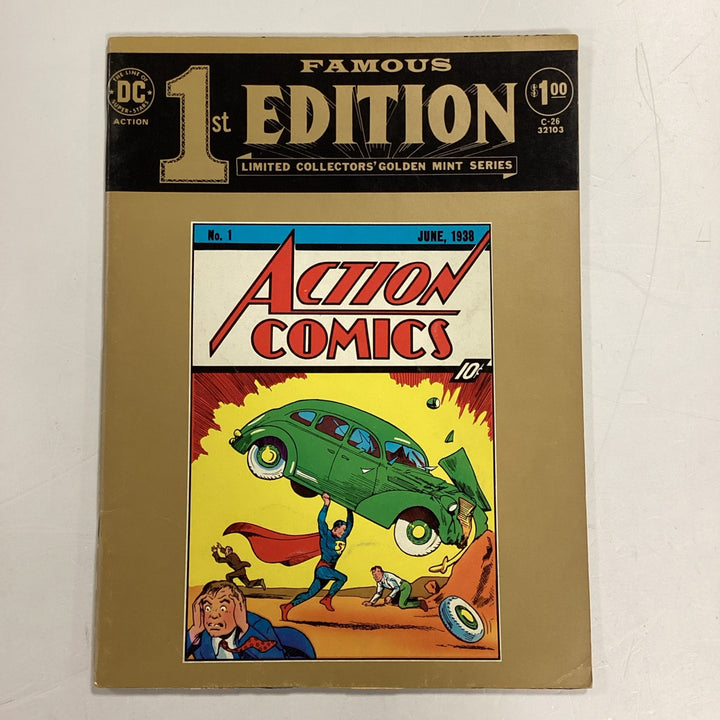 FAMOUS
1st EDITION
LIMITED COLLECTORS' GOLDEN MINT SERIES
THE LINE OF
DC
SUPER-STARS
ACTION
$1.00
C-26
32103
No. 1
JUNE, 1938
ACTION
COMICS
10¢
S